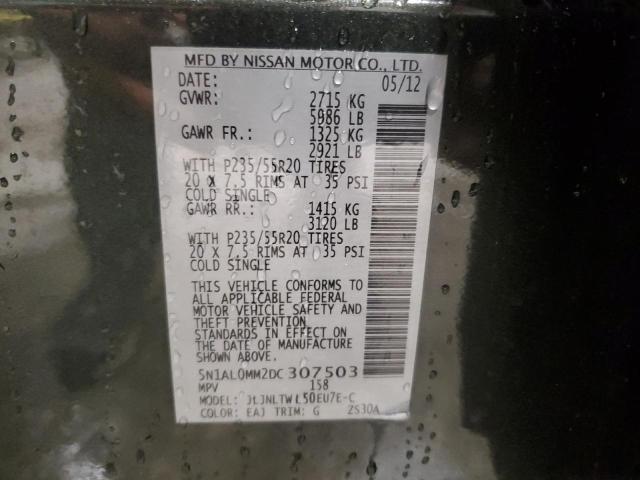 MFD BY NISSAN MOTOR CO., LTD.
DATE: 05/12
GVWR: 2715 KG
5986 LB
GAWR FR.: 1325 KG
2921 LB
WITH P235/55R20 TIRES
20 X 7.5 RIMS AT 35 PSI
COLD SINGLE
GAWR RR.: 1415 KG
3120 LB
WITH P235/55R20 TIRES
20 X 7.5 RIMS AT 35 PSI
COLD SINGLE
THIS VEHICLE CONFORMS TO
ALL APPLICABLE FEDERAL
MOTOR VEHICLE SAFETY AND
THEFT PREVENTION
STANDARDS IN EFFECT ON
THE DATE OF MANUFACTURE
SHOWN ABOVE.
5N1AL0MM2DC307503
MPV 158
MODEL:
COLOR: EAJ TRIM: G 2S30A